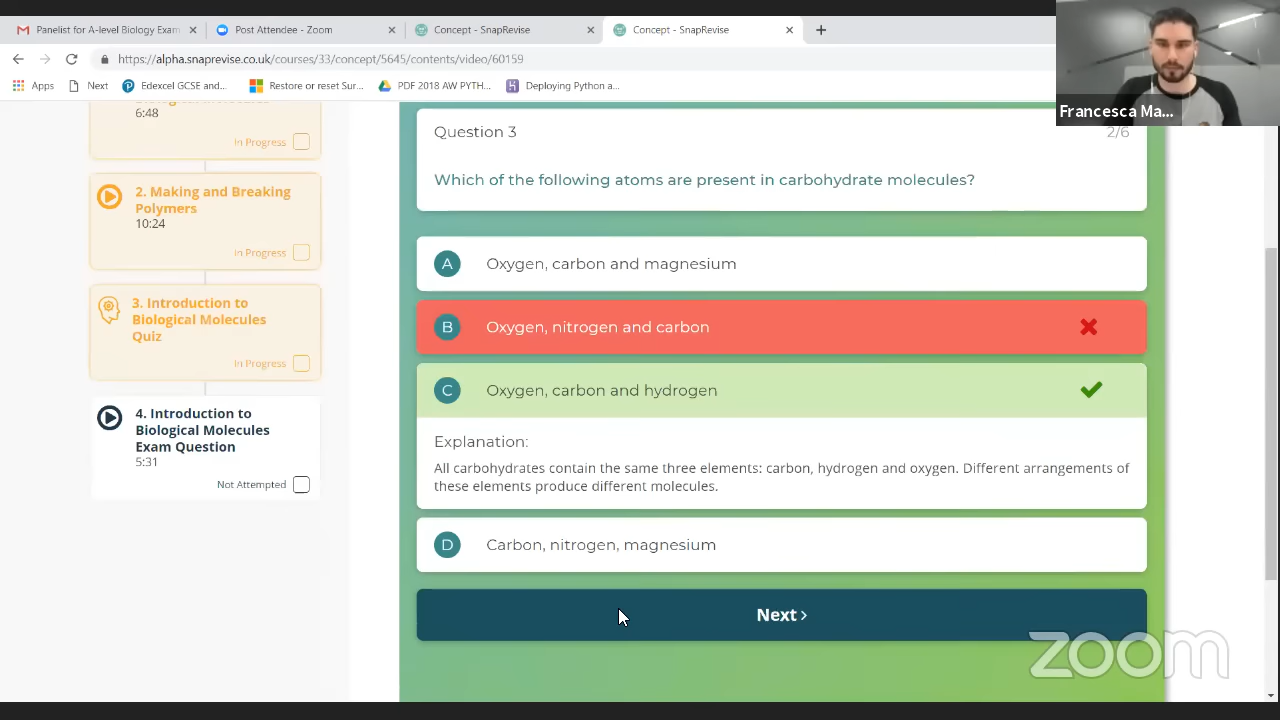 Panelist for A-level Biology Exam
Post Attendee - Zoom
Concept - SnapRevise
Concept - SnapRevise
https://alpha.snaprevise.co.uk/courses/33/concept/5645/contents/video/60159
Apps
Next
Edexcel GCSE and...
Restore or reset Sur...
PDF 2018 AW PYTH...
Deploying Python a...
Francesca Ma...
6:48
In Progress
2. Making and Breaking
Polymers
10:24
In Progress
3. Introduction to
Biological Molecules
Quiz
In Progress
4. Introduction to
Biological Molecules
Exam Question
5:31
Not Attempted
Question 3
2/6
Which of the following atoms are present in carbohydrate molecules?
A Oxygen, carbon and magnesium
B Oxygen, nitrogen and carbon
C Oxygen, carbon and hydrogen
Explanation:
All carbohydrates contain the same three elements: carbon, hydrogen and oxygen. Different arrangements of
these elements produce different molecules.
D Carbon, nitrogen, magnesium
Next
zoom